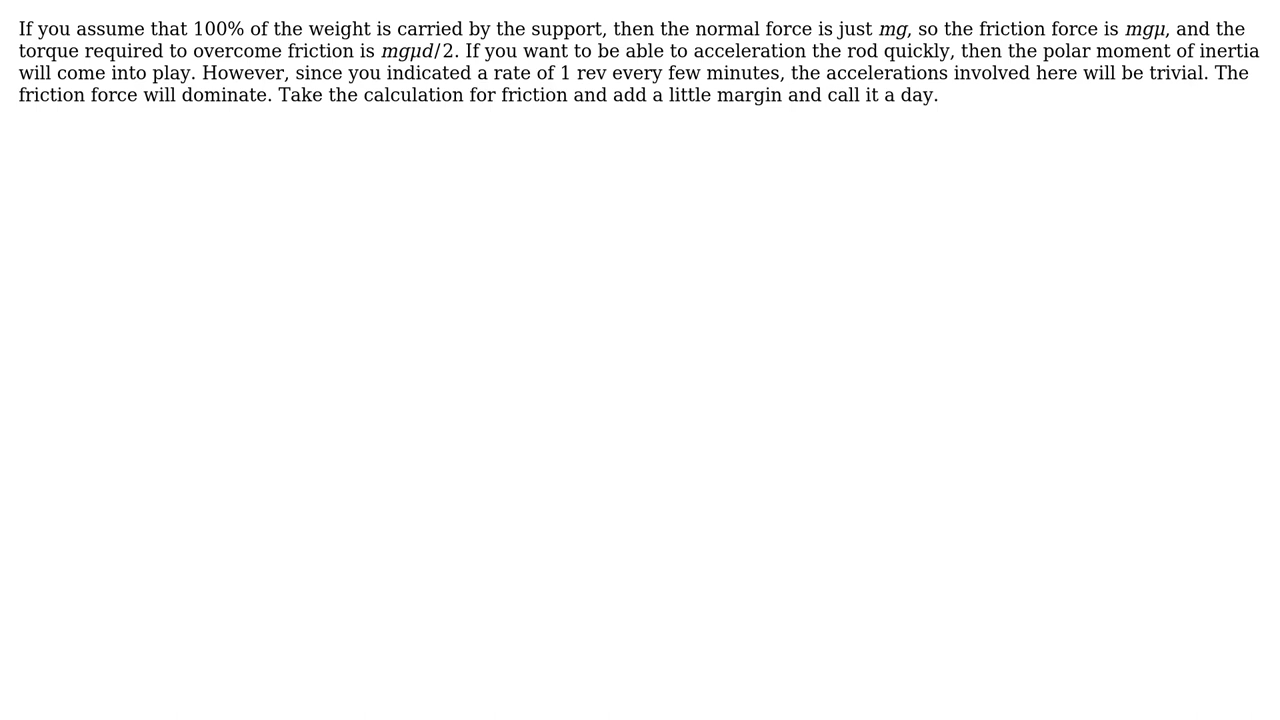 If you assume that 100% of the weight is carried by the support, then the normal force is just mg, so the friction force is mgμ, and the
torque required to overcome friction is mgμd/2. If you want to be able to acceleration the rod quickly, then the polar moment of inertia
will come into play. However, since you indicated a rate of 1 rev every few minutes, the accelerations involved here will be trivial. The
friction force will dominate. Take the calculation for friction and add a little margin and call it a day.